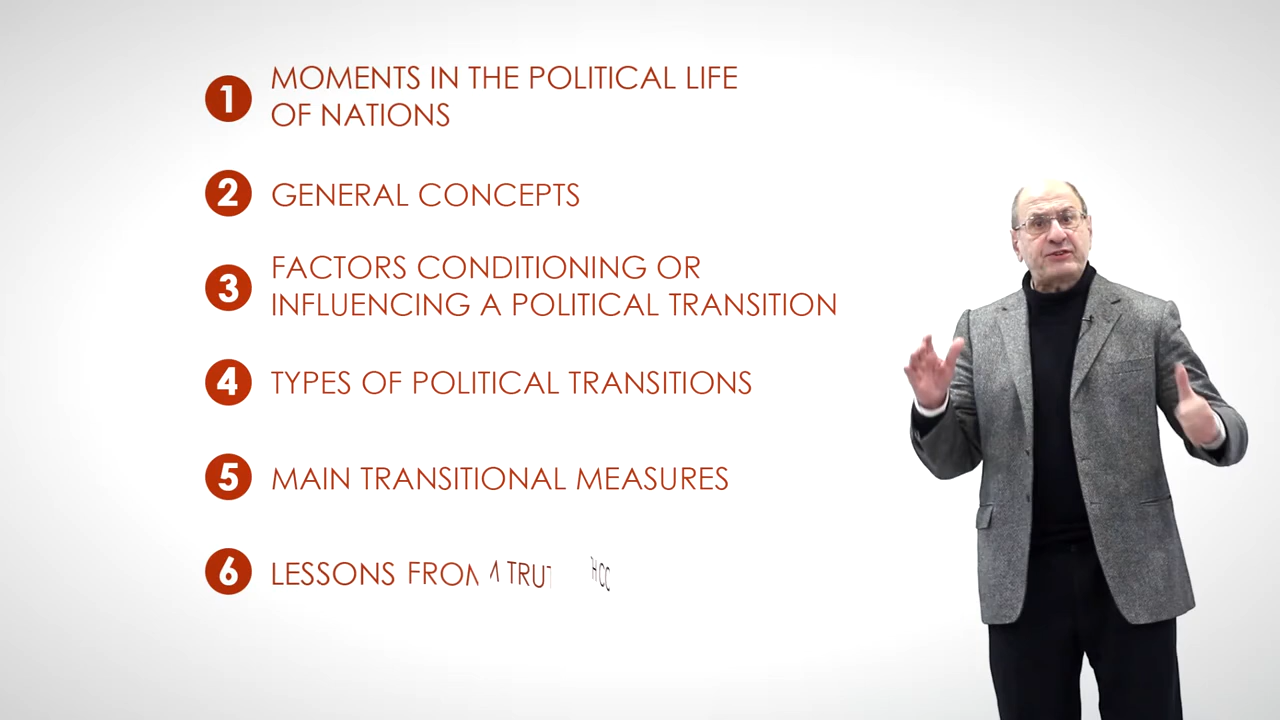 1 MOMENTS IN THE POLITICAL LIFE
OF NATIONS
2 GENERAL CONCEPTS
3 FACTORS CONDITIONING OR
INFLUENCING A POLITICAL TRANSITION
4 TYPES OF POLITICAL TRANSITIONS
5 MAIN TRANSITIONAL MEASURES
6 LESSONS FROM TRUT